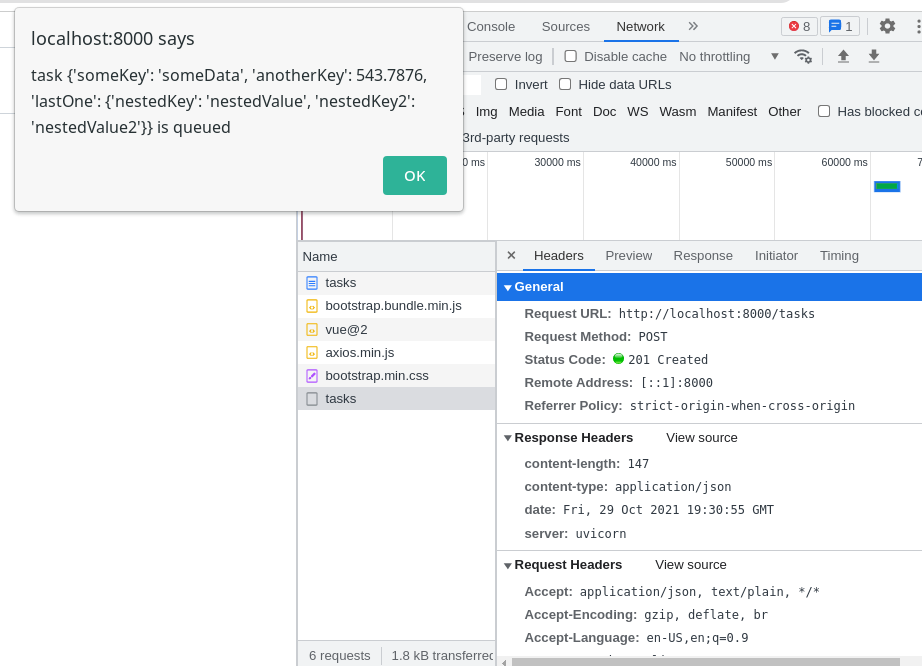 localhost:8000 says
task {'someKey': 'someData', 'anotherKey': 543.7876,
'lastOne': {'nestedKey': 'nestedValue', 'nestedKey2':
'nestedValue2'}} is queued
OK
Console Sources Network 8 1
Preserve log Disable cache No throttling
Invert Hide data URLs
Img Media Font Doc WS Wasm Manifest Other Has blocked
3rd-party requests
ms 30000 ms 40000 ms 50000 ms 60000 ms 7
Name
tasks
bootstrap.bundle.min.js
vue@2
axios.min.js
bootstrap.min.css
tasks
6 requests 1.8 kB transferred
Headers Preview Response Initiator Timing
General
Request URL: http://localhost:8000/tasks
Request Method: POST
Status Code: 201 Created
Remote Address: [::1]:8000
Referrer Policy: strict-origin-when-cross-origin
Response Headers View source
content-length: 147
content-type: application/json
date: Fri, 29 Oct 2021 19:30:55 GMT
server: uvicorn
Request Headers View source
Accept: application/json, text/plain, */*
Accept-Encoding: gzip, deflate, br
Accept-Language: en-US,en;q=0.9